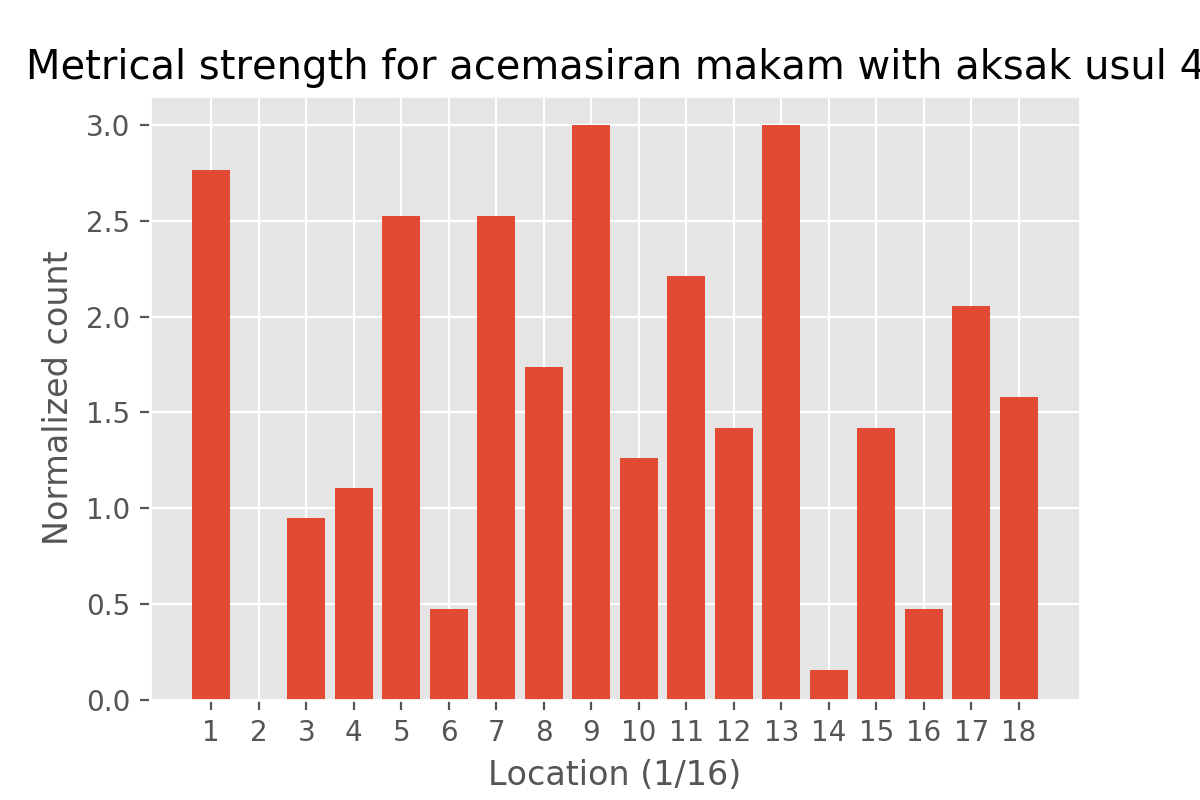 Metrical strength for acemasiran makam with aksak usul 4
3.0
2.5
2.0
1.5
1.0
0.5
0.0
Normalized count
1 2 3 4 5 6 7 8 9 10 11 12 13 14 15 16 17 18
Location (1/16)